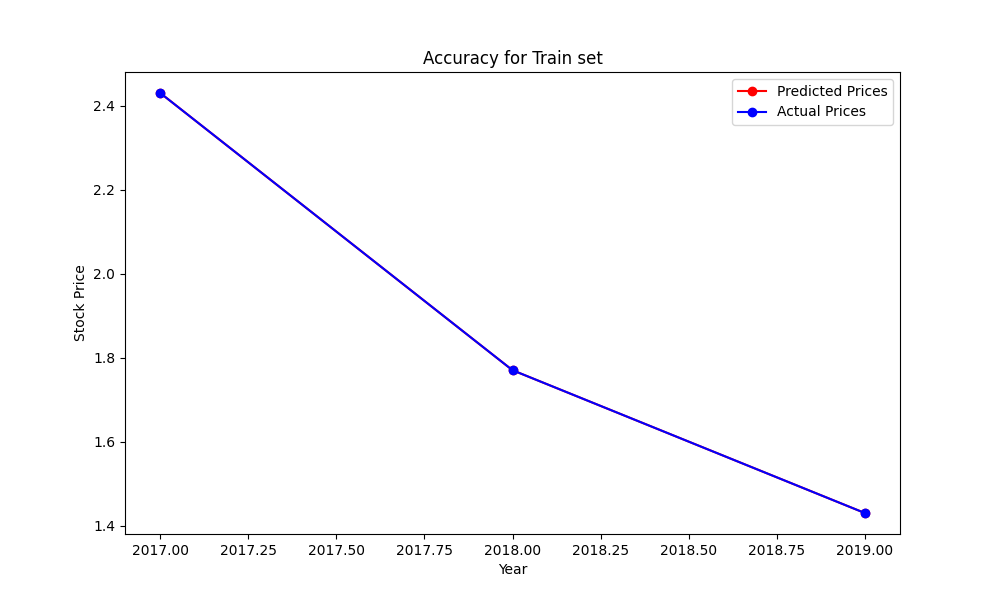 Accuracy for Train set
Predicted Prices
Actual Prices
Stock Price
2.4
2.2
2.0
1.8
1.6
1.4
2017.00 2017.25 2017.50 2017.75 2018.00 2018.25 2018.50 2018.75 2019.00
Year